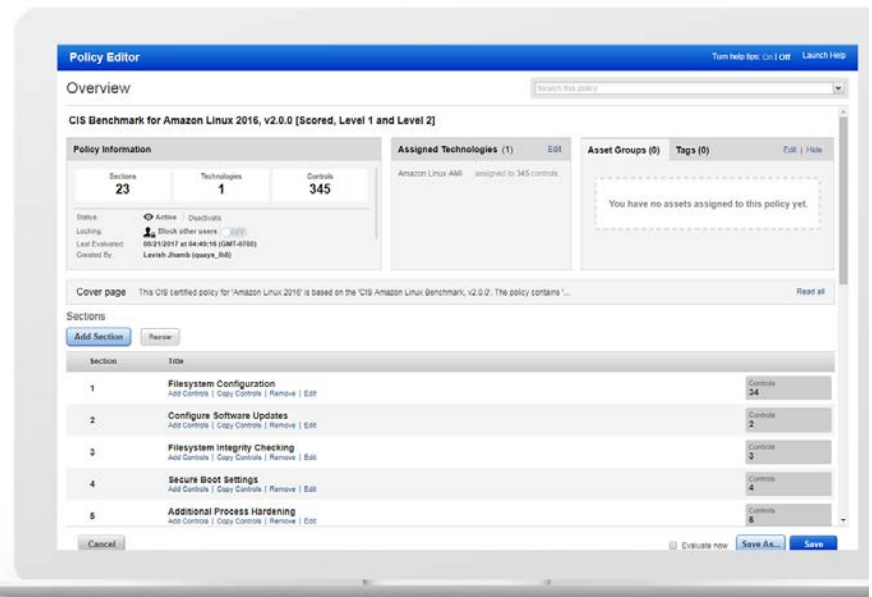 Policy Editor
Turn help tips: On | Off Launch Help
Overview
Search this policy
CIS Benchmark for Amazon Linux 2016, v2.0.0 [Scored, Level 1 and Level 2]
Policy Information
Sections Technologies Controls
23 1 345
Status: Active | Deactivate
Locking: Block other users OFF
Last Evaluated: 08/21/2017 at 04:49:16 (GMT-0700)
Created By: Lavish Jhamb
Assigned Technologies (1) Edit
Amazon Linux AMI assigned to 345 controls
Asset Groups (0) Tags (0) Edit | Hide
You have no assets assigned to this policy yet.
Cover page This CIS certified policy for 'Amazon Linux 2016' is based on the 'CIS Amazon Linux Benchmark, v2.0.0'. The policy contains '... Read all
Sections
Add Section Reorder
Section Title
1 Filesystem Configuration Controls
Add Controls | Copy Controls | Remove | Edit 34
2 Configure Software Updates Controls
Add Controls | Copy Controls | Remove | Edit 2
3 Filesystem Integrity Checking Controls
Add Controls | Copy Controls | Remove | Edit 3
4 Secure Boot Settings Controls
Add Controls | Copy Controls | Remove | Edit 4
5 Additional Process Hardening Controls
Add Controls | Copy Controls | Remove | Edit 6
Cancel Evaluate now Save As... Save